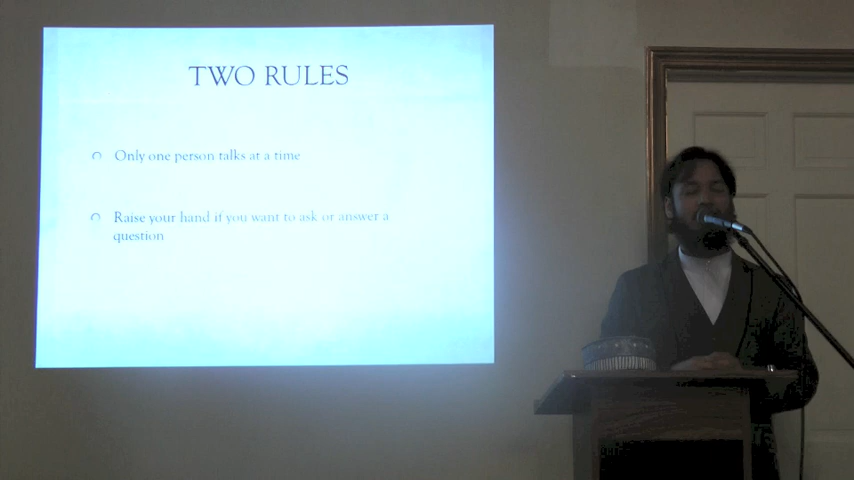 TWO RULES
Only one person talks at a time
Raise your hand if you want to ask or answer a
question